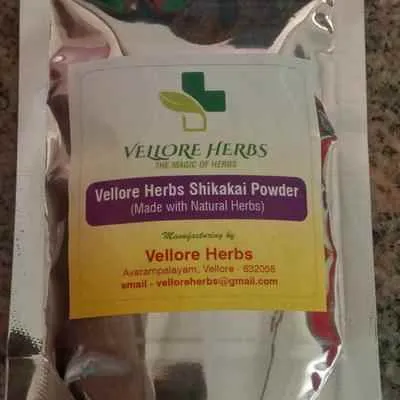 VELLORE HERBS
THE MAGIC OF HERBS
Vellore Herbs Shikakai Powder
(Made with Natural Herbs)
Manufacturing by
Vellore Herbs
Avarampalayam, Vellore - 632056
email - velloreherbs@gmail.com